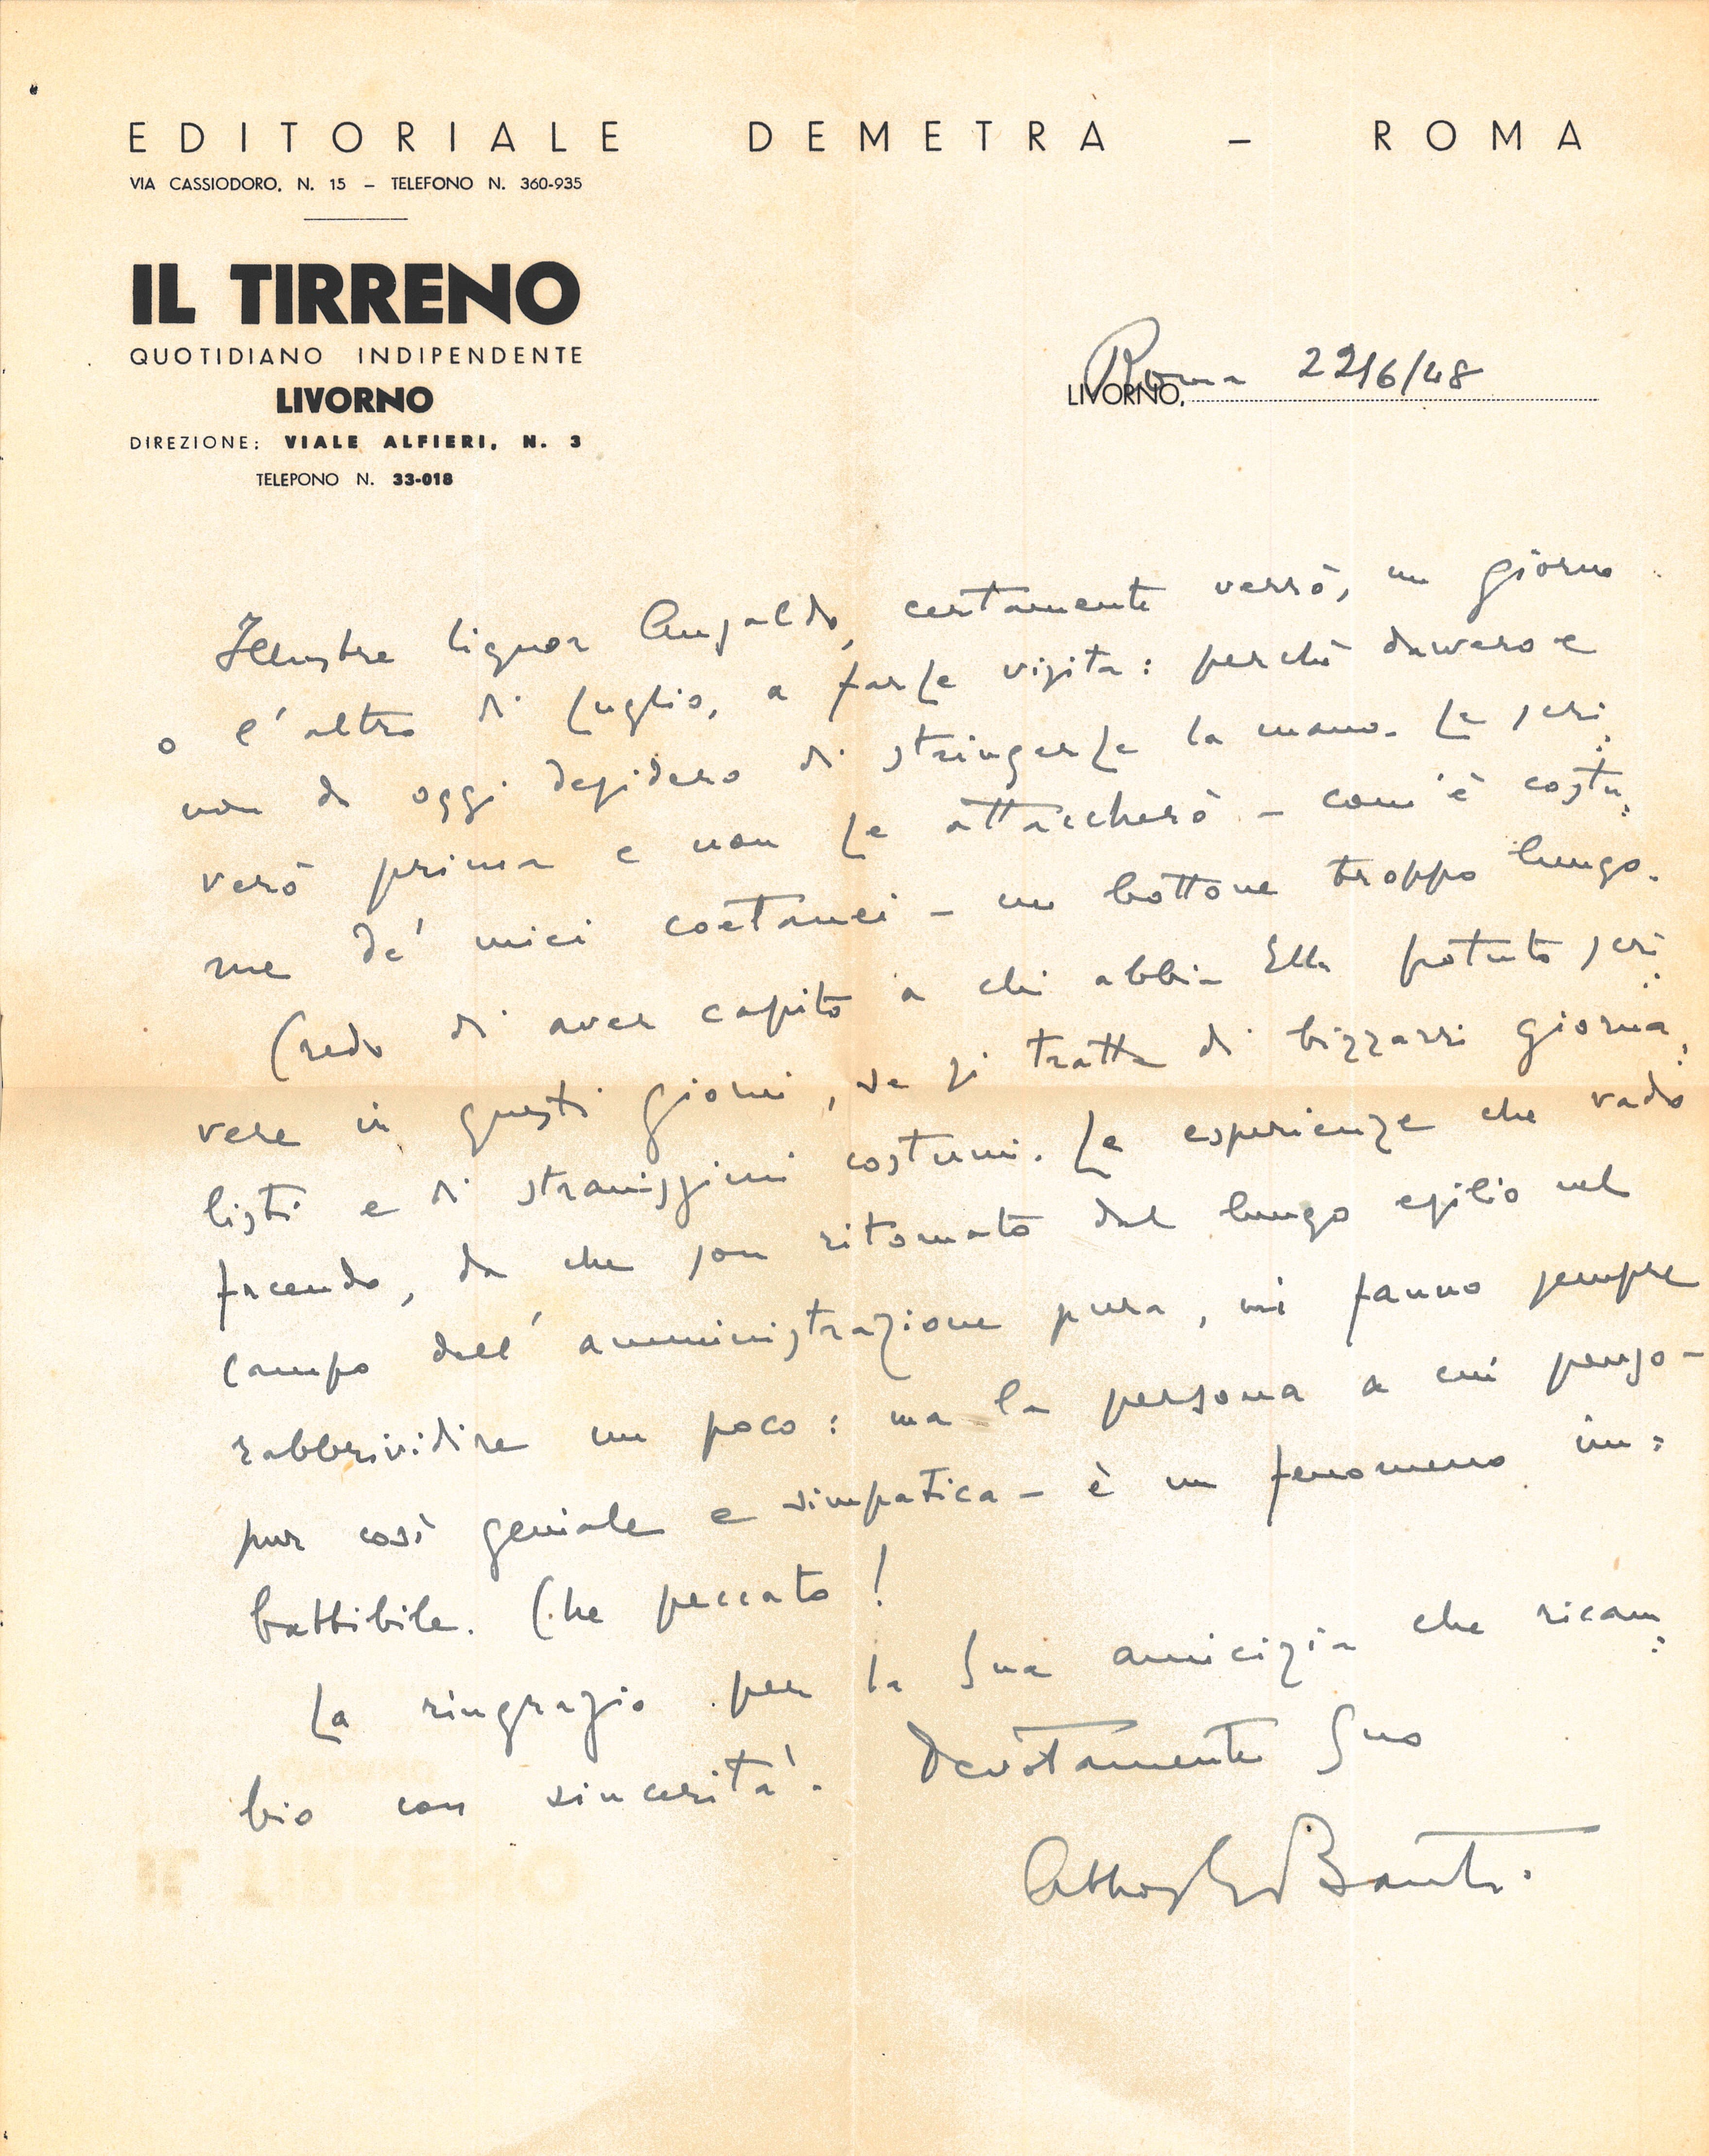 EDITORIALE DEMETRA – ROMA
VIA CASSIODORO, N. 15 – TELEFONO N. 360-935
IL TIRRENO
QUOTIDIANO INDIPENDENTE
LIVORNO
DIREZIONE: VIALE ALFIERI, N. 3
TELEPONO N. 33-018
LIVORNO, Roma 22/6/48
Illustre Signor Ansaldo, certamente verrò, un giorno
o l'altro di luglio, a farLe visita: perchè davvero e
non da oggi desidero di stringerLe la mano. Le scri:
verò prima e non Le attaccherò – com'è costu:
me de' miei coetanei – un bottone troppo lungo.
Credo di aver capito a chi abbia Ella potuto scri:
vere in questi giorni, se si tratta di bizzarri giorna:
listi e di stranissimi costumi. Le esperienze che vado
facendo, da che son ritornato dal lungo esilio nel
campo dell'amministrazione pura, mi fanno sempre
rabbrividire un poco: ma la persona a cui penso –
pur così geniale e simpatica – è un fenomeno im:
battibile. Che peccato!
La ringrazio per la Sua amicizia che ricam:
bio con sincerità. Devotamente Suo
Athos Banti.